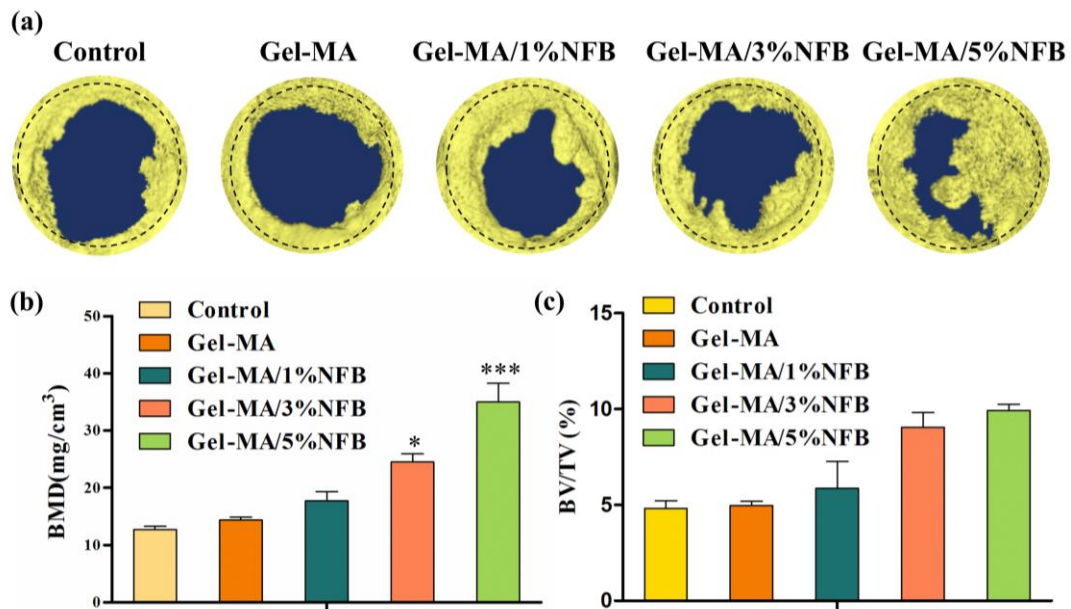 (a)
Control Gel-MA Gel-MA/1%NFB Gel-MA/3%NFB Gel-MA/5%NFB
(b)
BMD(mg/cm³)
50
40
30
20
10
0
Control
Gel-MA
Gel-MA/1%NFB
Gel-MA/3%NFB
Gel-MA/5%NFB
*
***
(c)
BV/TV (%)
15
10
5
0
Control
Gel-MA
Gel-MA/1%NFB
Gel-MA/3%NFB
Gel-MA/5%NFB